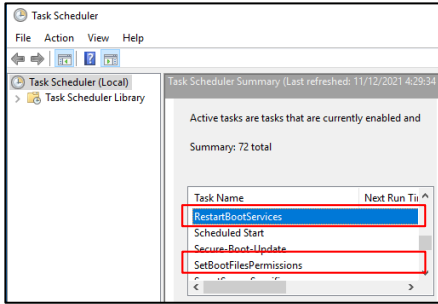 Task Scheduler
File Action View Help
Task Scheduler (Local)
Task Scheduler Library
Task Scheduler Summary (Last refreshed: 11/12/2021 4:29:34
Active tasks are tasks that are currently enabled and
Summary: 72 total
Task Name Next Run Ti
RestartBootServices
Scheduled Start
Secure-Boot-Update
SetBootFilesPermissions